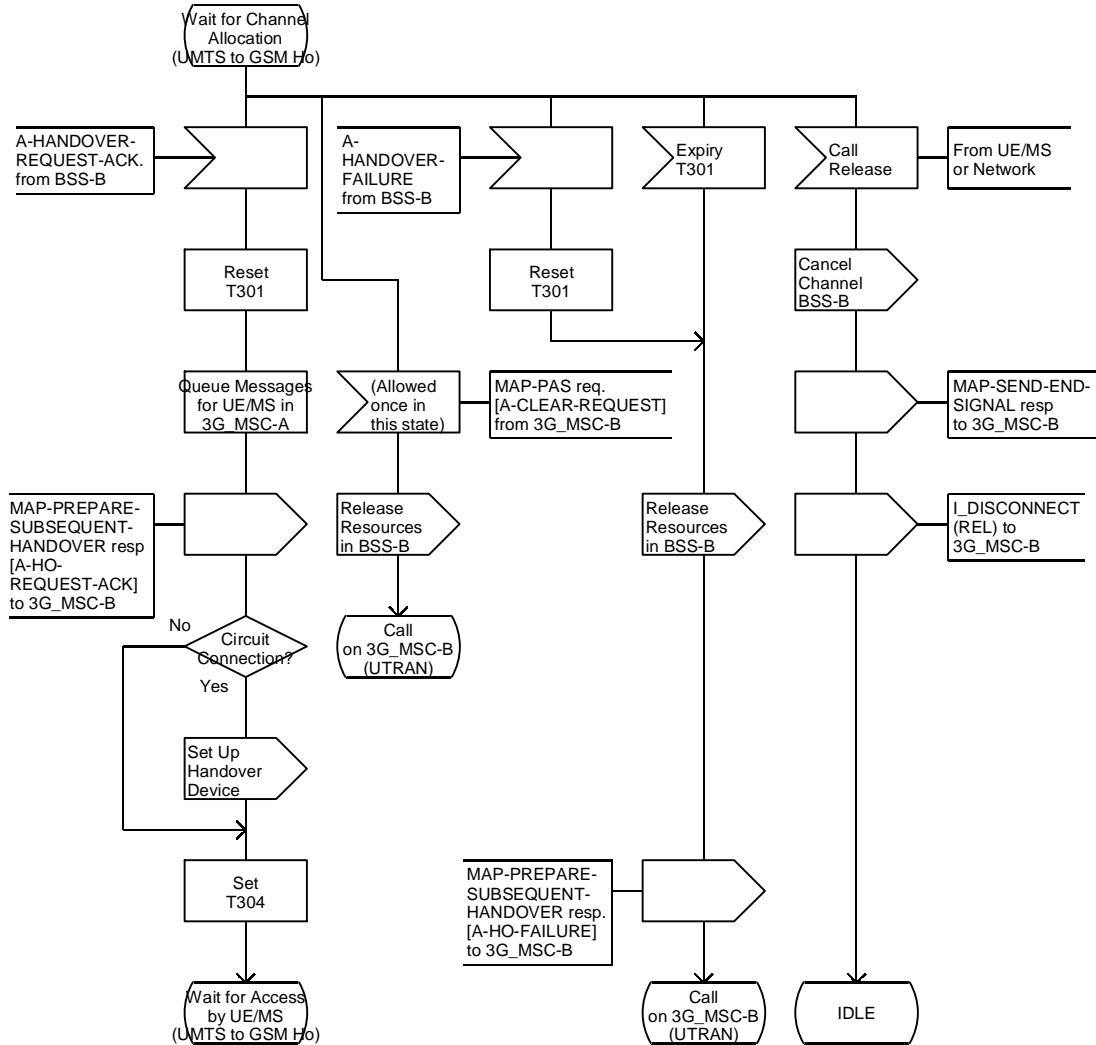 Wait for Channel
Allocation
(UMTS to GSM Ho)
A-HANDOVER-
REQUEST-ACK.
from BSS-B
A-
HANDOVER-
FAILURE
from BSS-B
Expiry
T301
Call
Release
From UE/MS
or Network
Reset
T301
Reset
T301
Cancel
Channel
BSS-B
Queue Messages
for UE/MS in
3G_MSC-A
(Allowed
once in
this state)
MAP-PAS req.
[A-CLEAR-REQUEST]
from 3G_MSC-B
MAP-SEND-END-
SIGNAL resp
to 3G_MSC-B
MAP-PREPARE-
SUBSEQUENT-
HANDOVER resp
[A-HO-
REQUEST-ACK]
to 3G_MSC-B
Release
Resources
in BSS-B
Release
Resources
in BSS-B
I_DISCONNECT
(REL) to
3G_MSC-B
No
Circuit
Connection?
Yes
Call
on 3G_MSC-B
(UTRAN)
Set Up
Handover
Device
Set
T304
MAP-PREPARE-
SUBSEQUENT-
HANDOVER resp.
[A-HO-FAILURE]
to 3G_MSC-B
Wait for Access
by UE/MS
(UMTS to GSM Ho)
Call
on 3G_MSC-B
(UTRAN)
IDLE